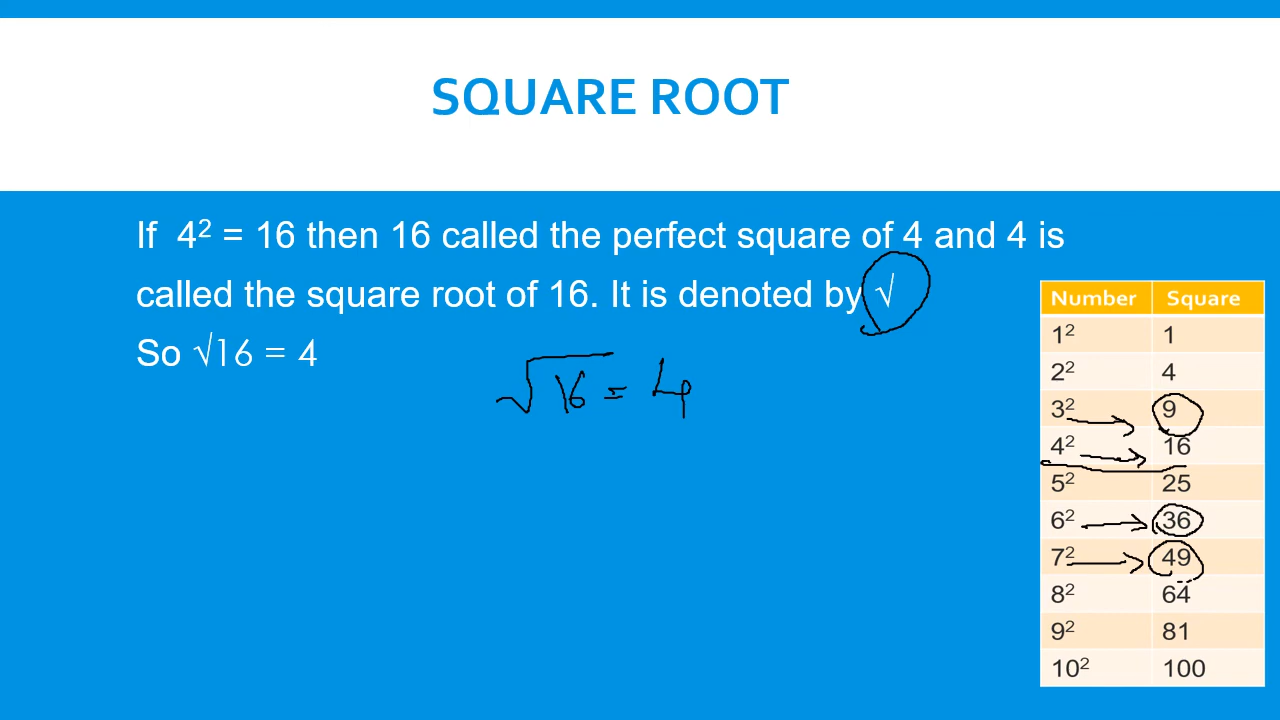 SQUARE ROOT
If 4² = 16 then 16 called the perfect square of 4 and 4 is
called the square root of 16. It is denoted by √
So √16 = 4
√16 = 4
Number Square
1² 1
2² 4
3² 9
4² 16
5² 25
6² 36
7² 49
8² 64
9² 81
10² 100